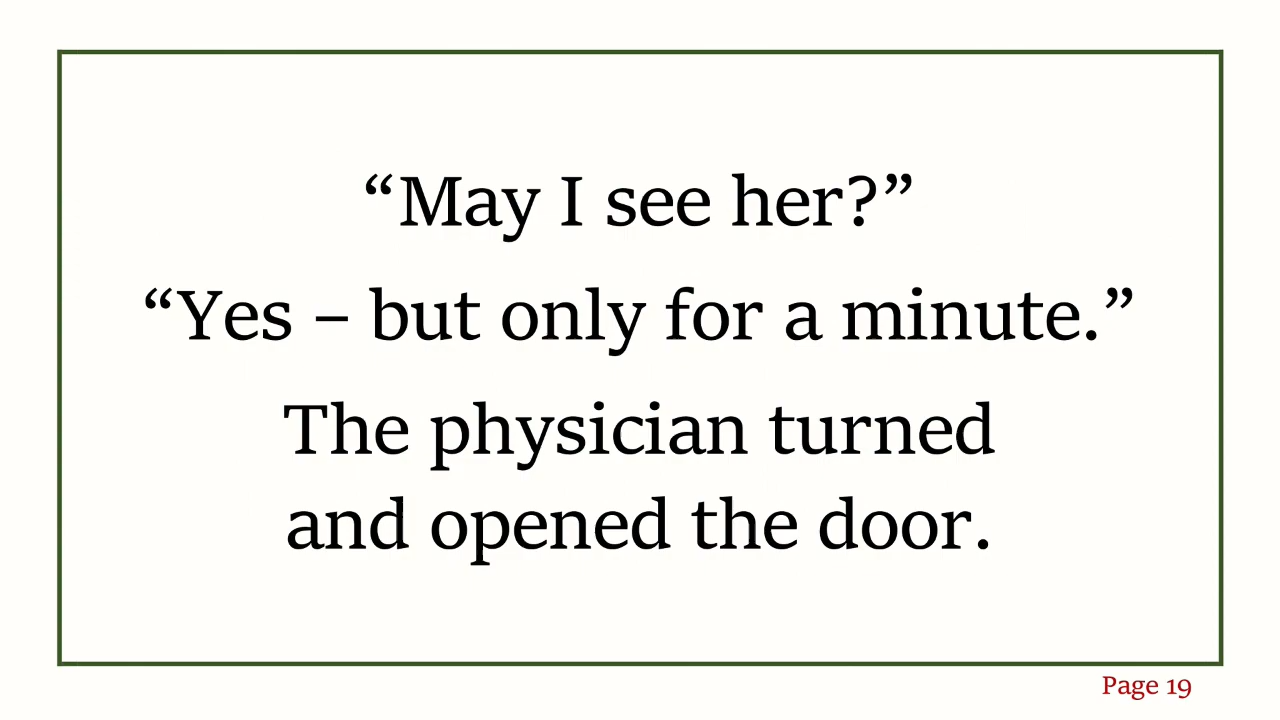 “May I see her?”
“Yes – but only for a minute.”
The physician turned
and opened the door.
Page 19